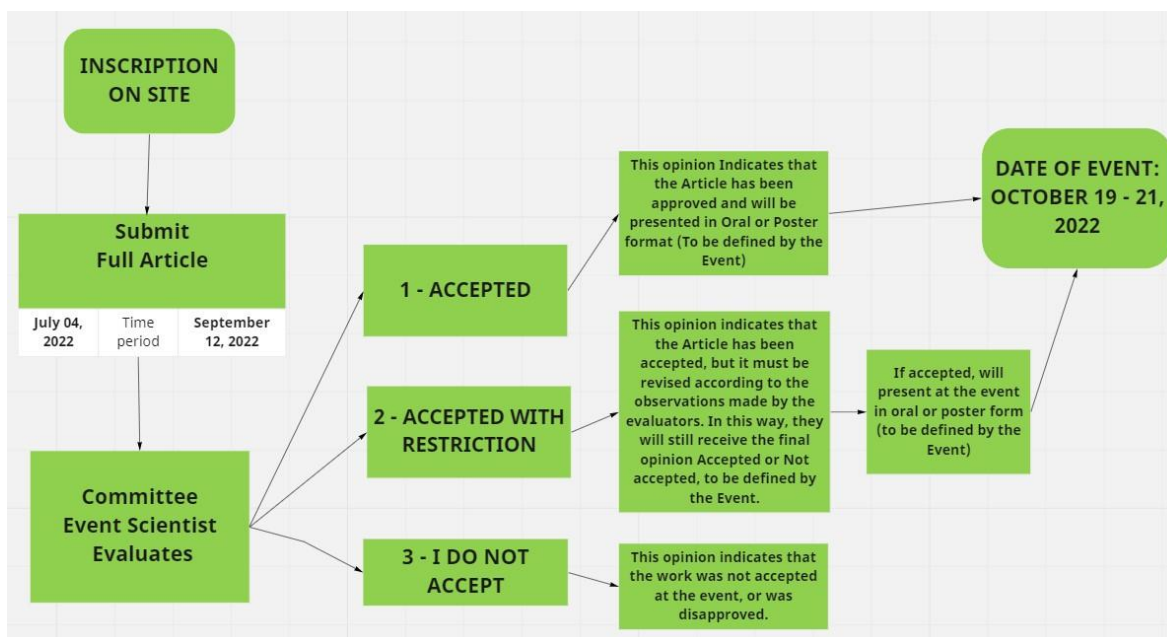 INSCRIPTION
ON SITE
Submit
Full Article
July 04,
2022
Time
period
September
12, 2022
Committee
Event Scientist
Evaluates
1 - ACCEPTED
This opinion Indicates that
the Article has been
approved and will be
presented in Oral or Poster
format (To be defined by the
Event)
2 - ACCEPTED WITH
RESTRICTION
This opinion indicates that
the Article has been
accepted, but it must be
revised according to the
observations made by the
evaluators. In this way, they
will still receive the final
opinion Accepted or Not
accepted, to be defined by
the Event.
If accepted, will
present at the event
in oral or poster form
(to be defined by the
Event)
3 - I DO NOT
ACCEPT
This opinion indicates that
the work was not accepted
at the event, or was
disapproved.
DATE OF EVENT:
OCTOBER 19 - 21,
2022